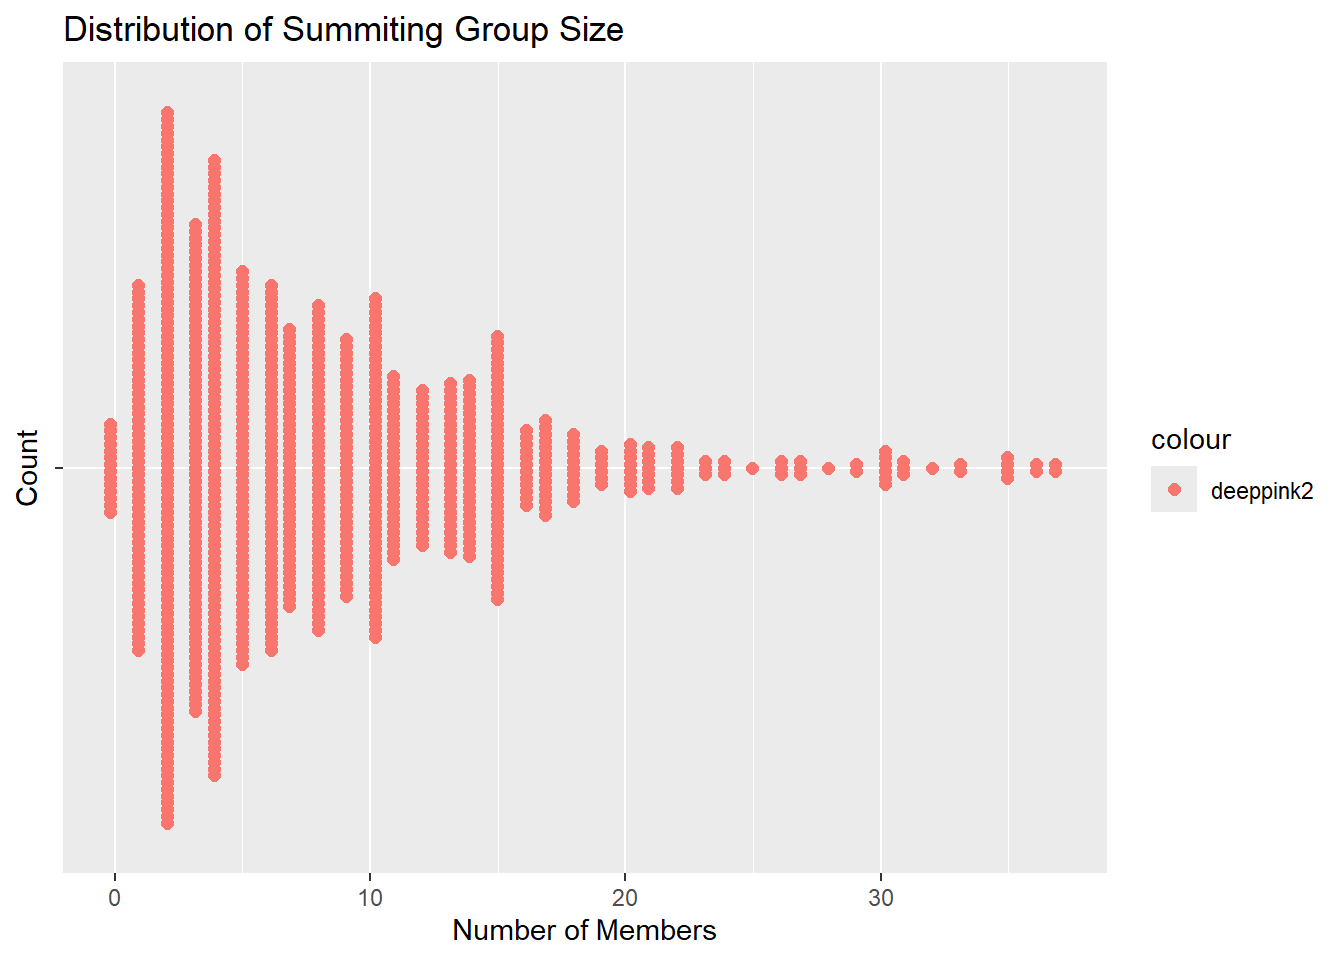 Distribution of Summiting Group Size
Count
colour
deeppink2
0 10 20 30
Number of Members